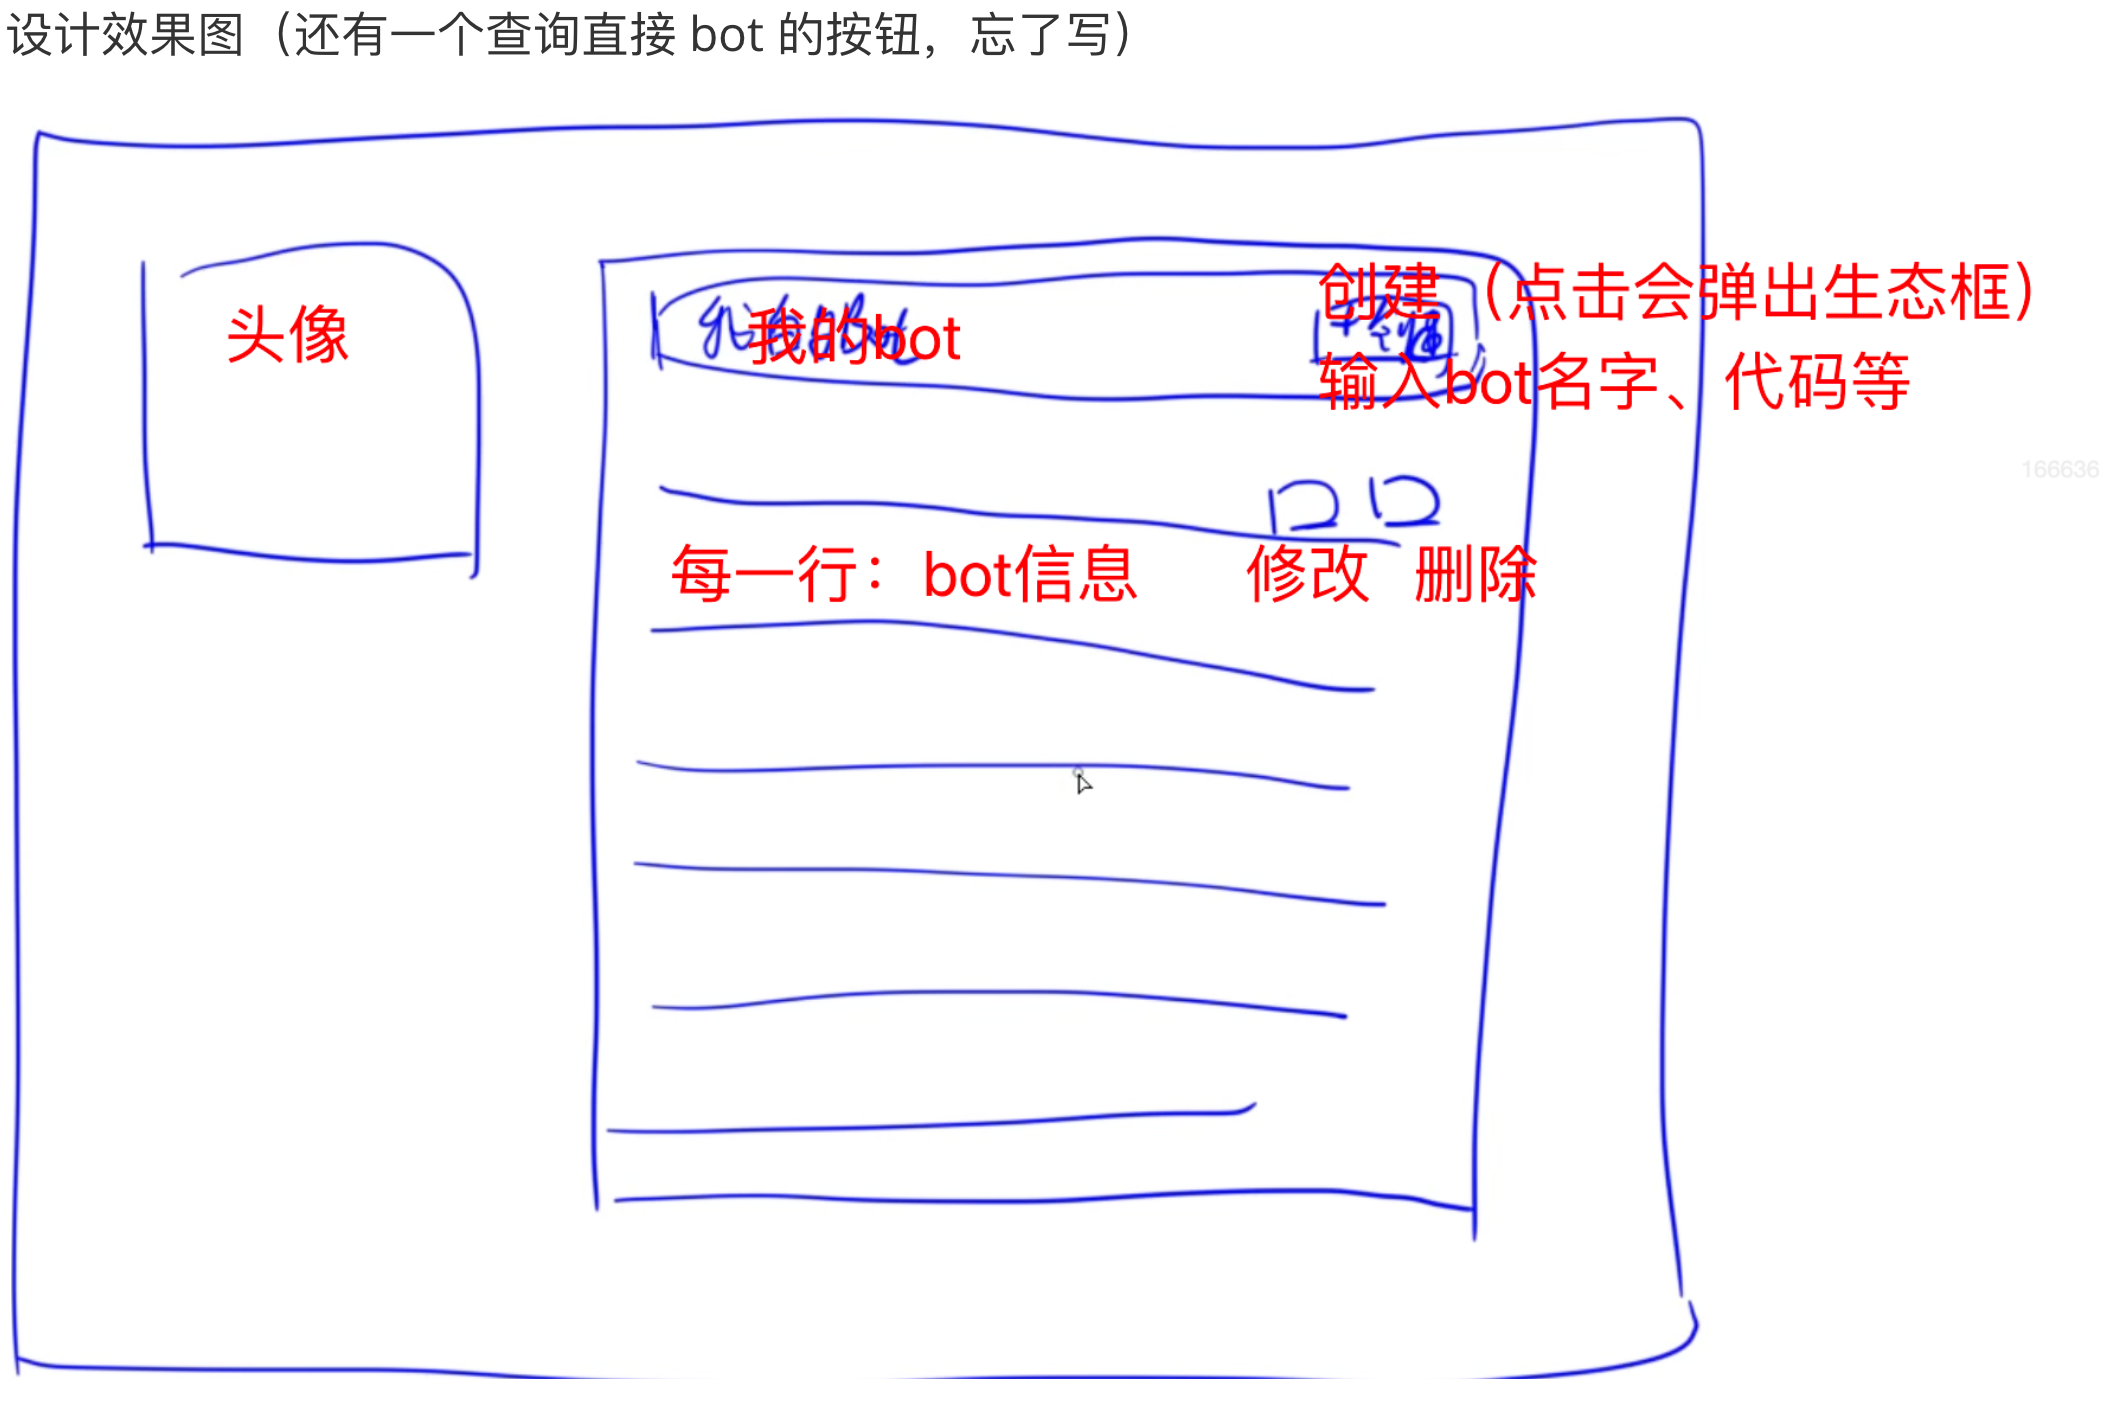 设计效果图（还有一个查询直接 bot 的按钮，忘了写）
头像
我的bot
创建（点击会弹出生态框）
输入bot名字、代码等
166636
每一行：bot信息 修改 删除